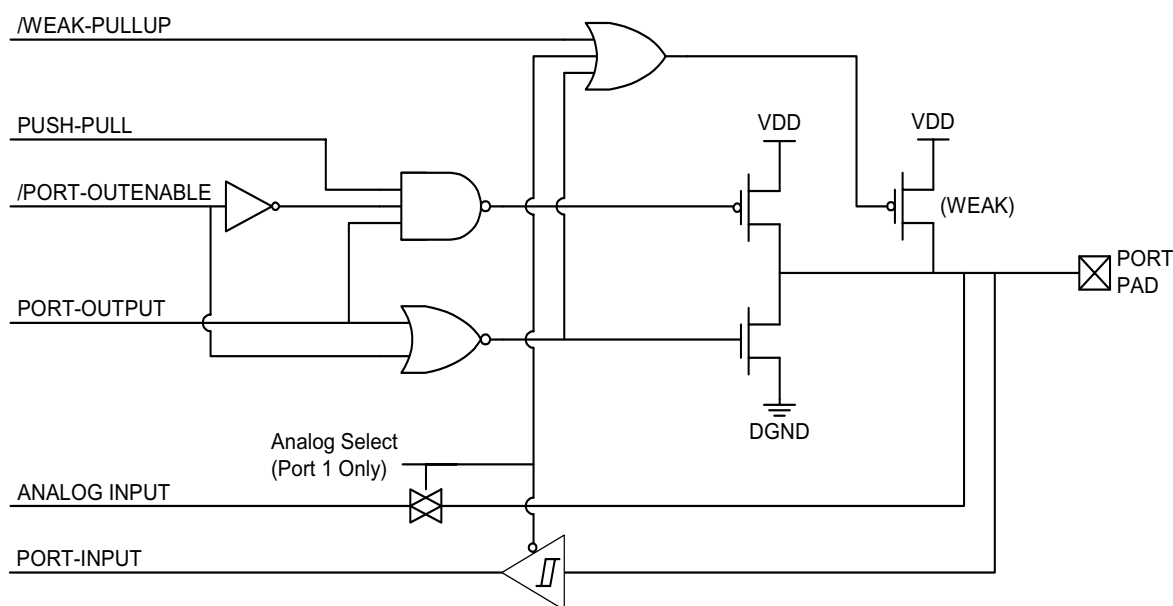 /WEAK-PULLUP
PUSH-PULL
VDD
VDD
/PORT-OUTENABLE
(WEAK)
PORT
PAD
PORT-OUTPUT
DGND
Analog Select
(Port 1 Only)
ANALOG INPUT
PORT-INPUT